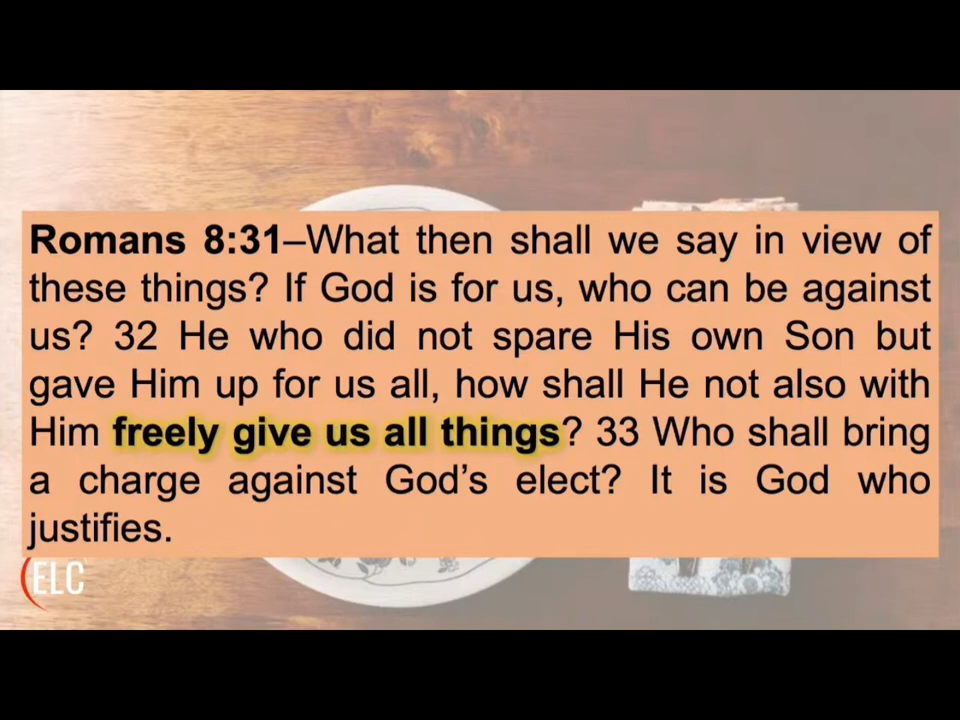 Romans 8:31–What then shall we say in view of
these things? If God is for us, who can be against
us? 32 He who did not spare His own Son but
gave Him up for us all, how shall He not also with
Him freely give us all things? 33 Who shall bring
a charge against God’s elect? It is God who
justifies.
ELC